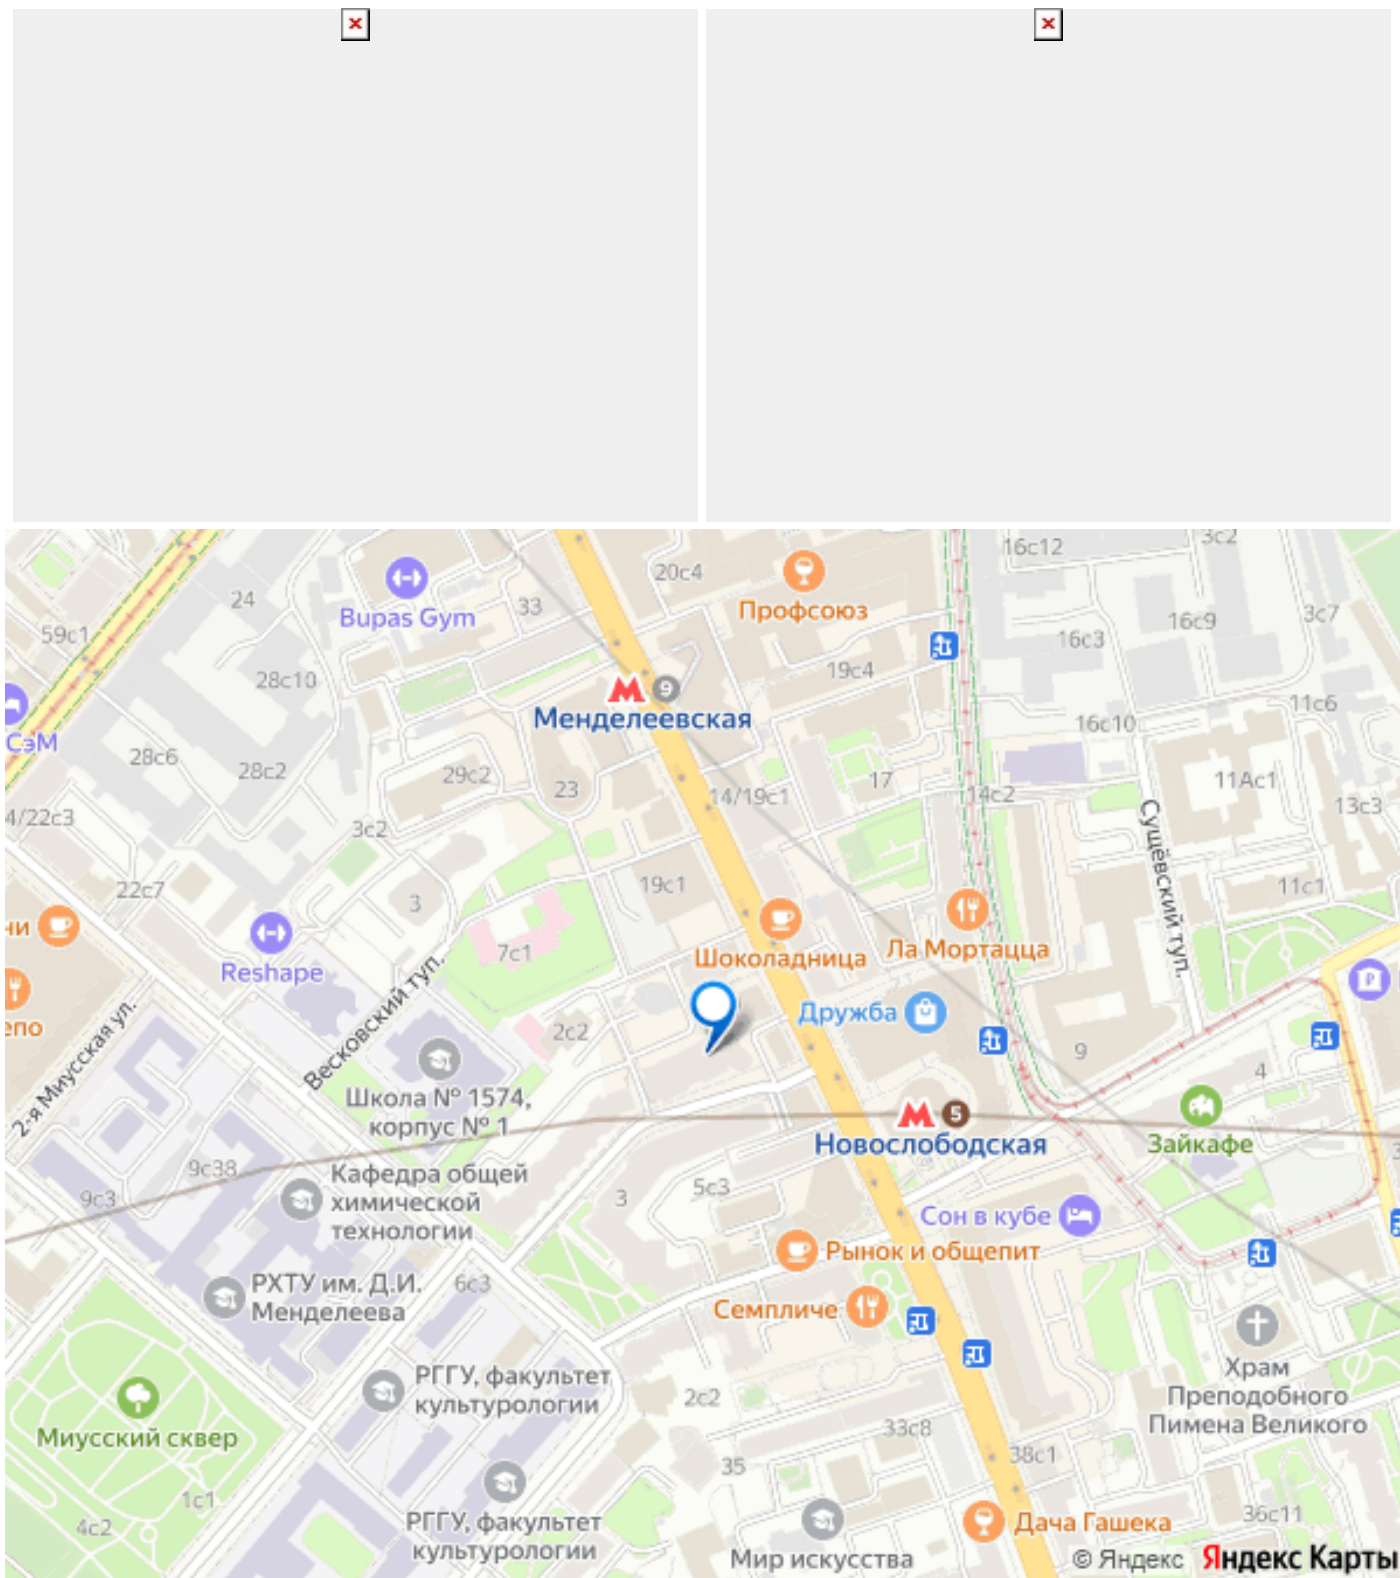 16с12
3с2
20с4
Профсоюз
24
33
Bupas Gym
3с7
16с9
59с1
16с3
19с4
28с10
9
Менделеевская
11с6
16с10
СэМ
28с6
28с2
29с2
23
17
14/19с1
14с2
11Ас1
13с3
4/22с3
3с2
Сущёвский туп.
22с7
3
19с1
11с1
чи
Reshape
7с1
Шоколадница
Ла Мортацца
епо
2-я Миусская ул.
Весковский туп.
2с2
Дружба
9
4
Школа № 1574,
корпус № 1
5
Новослободская
Зайкафе
9с38
9с3
Кафедра общей
химической
технологии
3
5с3
Сон в кубе
Рынок и общепит
РХТУ им. Д.И.
Менделеева
6с3
Семпличе
Храм
Преподобного
Пимена Великого
РГГУ, факультет
культурологии
2с2
Миусский сквер
33с8
38с1
35
1с1
4с2
РГГУ, факультет
культурологии
Дача Гашека
36с11
Мир искусства
© Яндекс Яндекс Карты